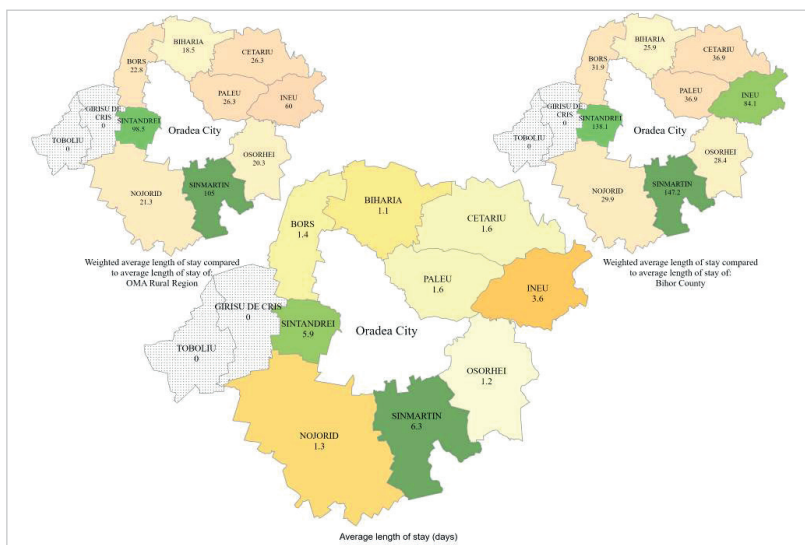 BIHARIA
18.5
BORS
22.8
CETARIU
26.3
PALEU
26.3
INEU
60
GIRISU DE
CRIS
0
SINTANDREI
98.5
Oradea City
TOBOLIU
0
OSORHEI
20.3
NOJORID
21.3
SINMARTIN
105
Weighted average length of stay compared
to average length of stay of:
OMA Rural Region
BIHARIA
25.9
BORS
31.9
CETARIU
36.9
PALEU
36.9
INEU
84.1
GIRISU DE
CRIS
0
SINTANDREI
138.1
Oradea City
TOBOLIU
0
OSORHEI
28.4
NOJORID
29.9
SINMARTIN
147.2
Weighted average length of stay compared
to average length of stay of:
Bihor County
BIHARIA
1.1
BORS
1.4
CETARIU
1.6
PALEU
1.6
INEU
3.6
GIRISU DE CRIS
0
SINTANDREI
5.9
Oradea City
TOBOLIU
0
OSORHEI
1.2
SINMARTIN
6.3
NOJORID
1.3
Average length of stay (days)